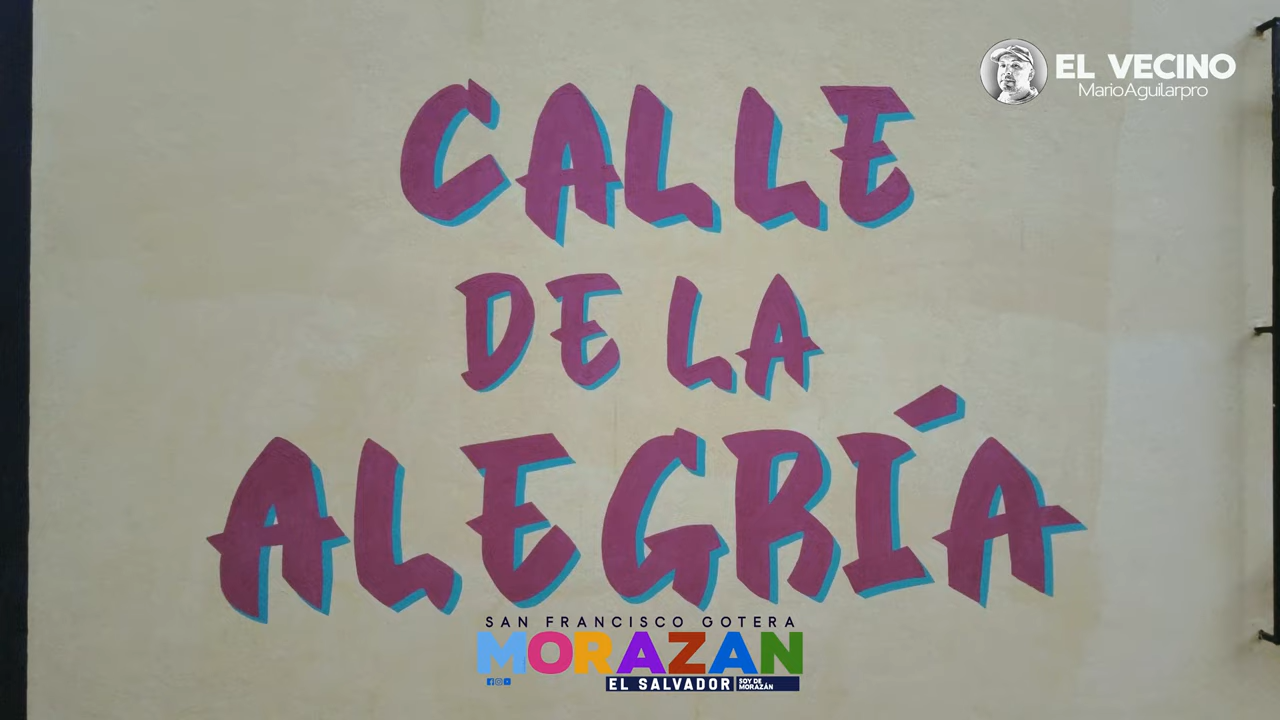 EL VECINO
MarioAguilarpro
CALLE
DE LA
ALEGRÍA
SAN FRANCISCO GOTERA
MORAZAN
EL SALVADOR
SOY DE
MORAZÁN